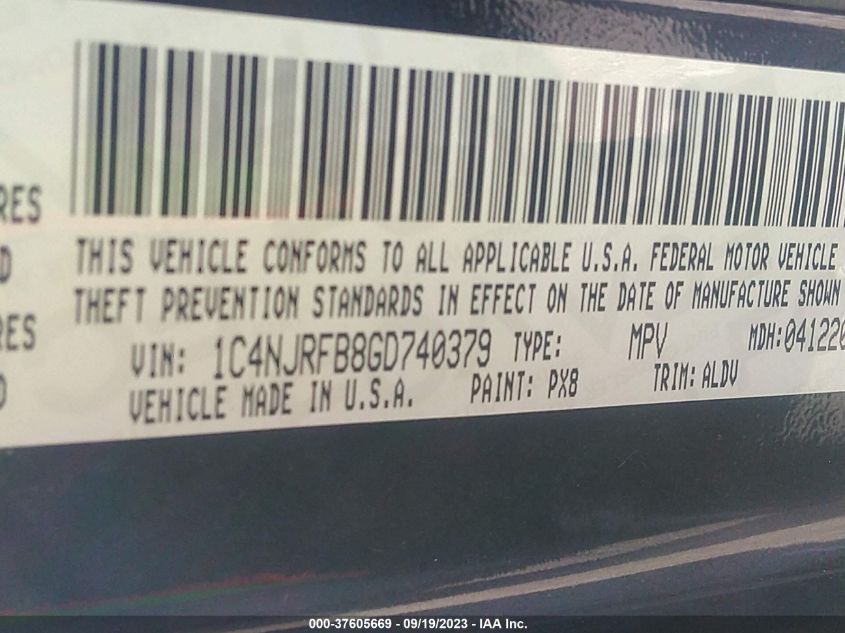 RES
THIS VEHICLE CONFORMS TO ALL APPLICABLE U.S.A. FEDERAL MOTOR VEHICLE
D
THEFT PREVENTION STANDARDS IN EFFECT ON THE DATE OF MANUFACTURE SHOWN
RES
VIN: 1C4NJRFB8GD740379 TYPE: MPV MDH: 041220
D
VEHICLE MADE IN U.S.A. PAINT: PX8 TRIM: ALDV
000-37605669 - 09/19/2023 - IAA Inc.